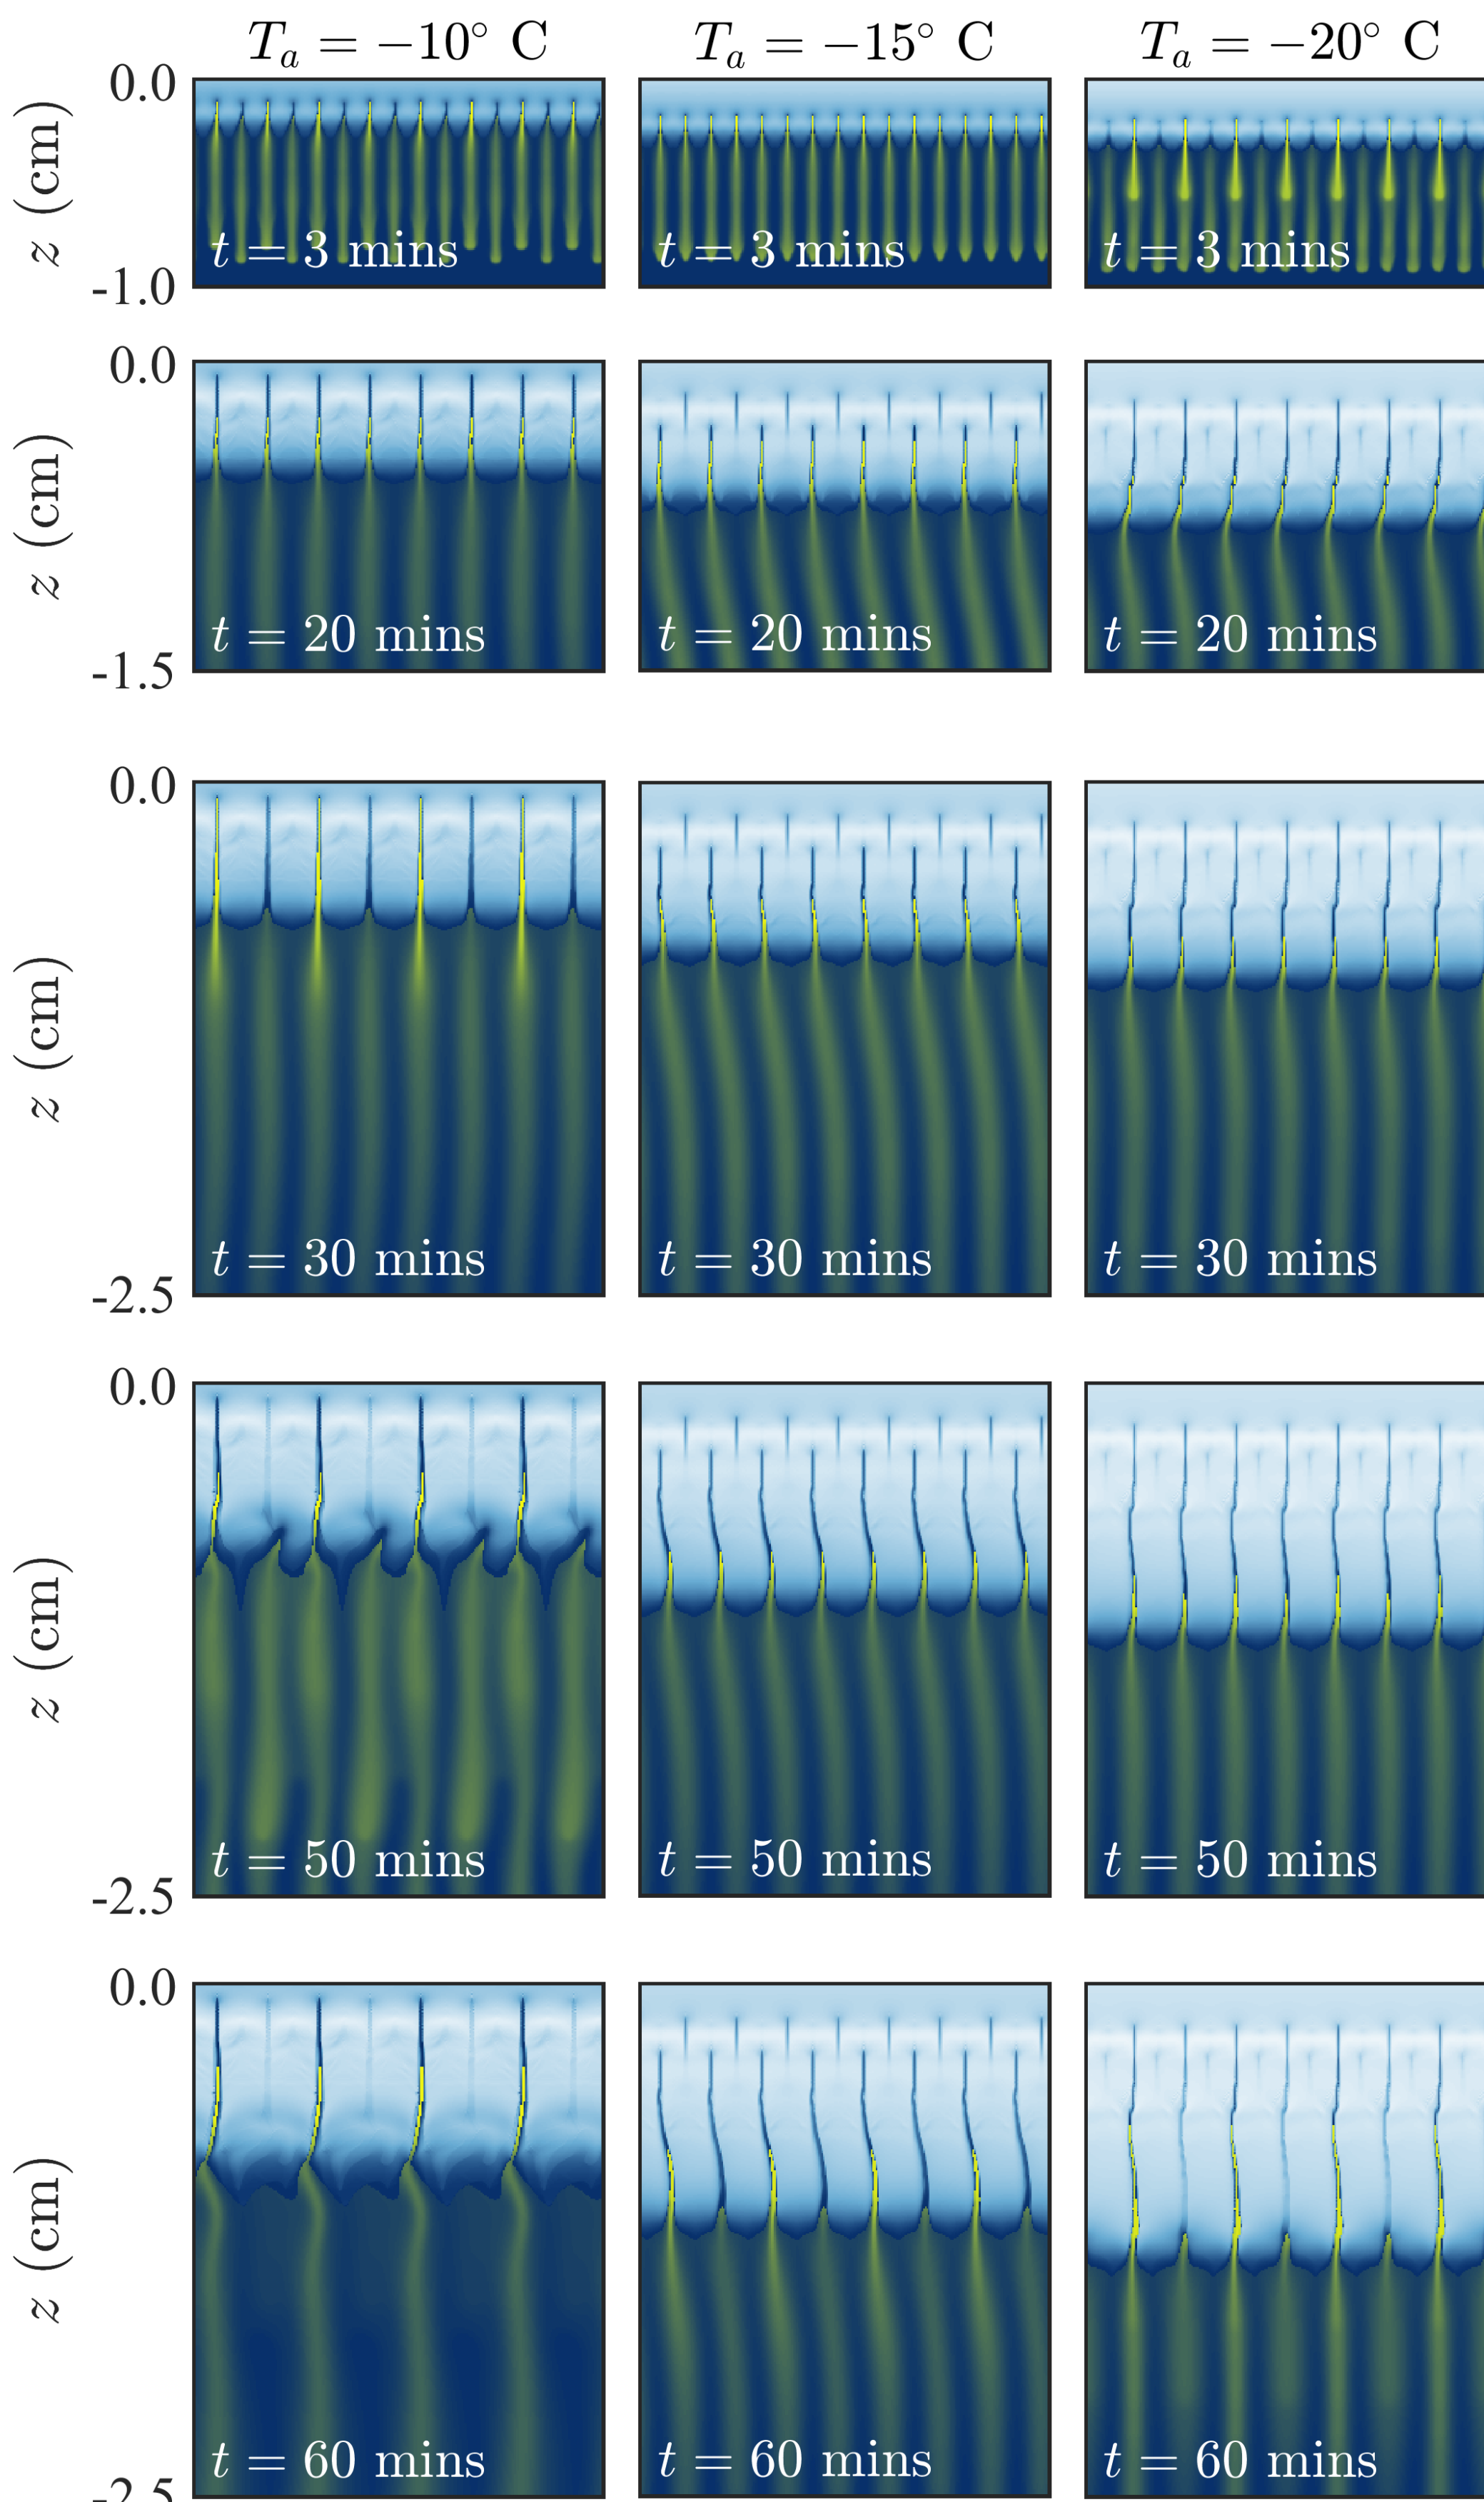 T_a = −10° C T_a = −15° C T_a = −20° C
0.0
z (cm)
-1.0
t = 3 mins t = 3 mins t = 3 mins
0.0
z (cm)
-1.5
t = 20 mins t = 20 mins t = 20 mins
0.0
z (cm)
-2.5
t = 30 mins t = 30 mins t = 30 mins
0.0
z (cm)
-2.5
t = 50 mins t = 50 mins t = 50 mins
0.0
z (cm)
-2.5
t = 60 mins t = 60 mins t = 60 mins